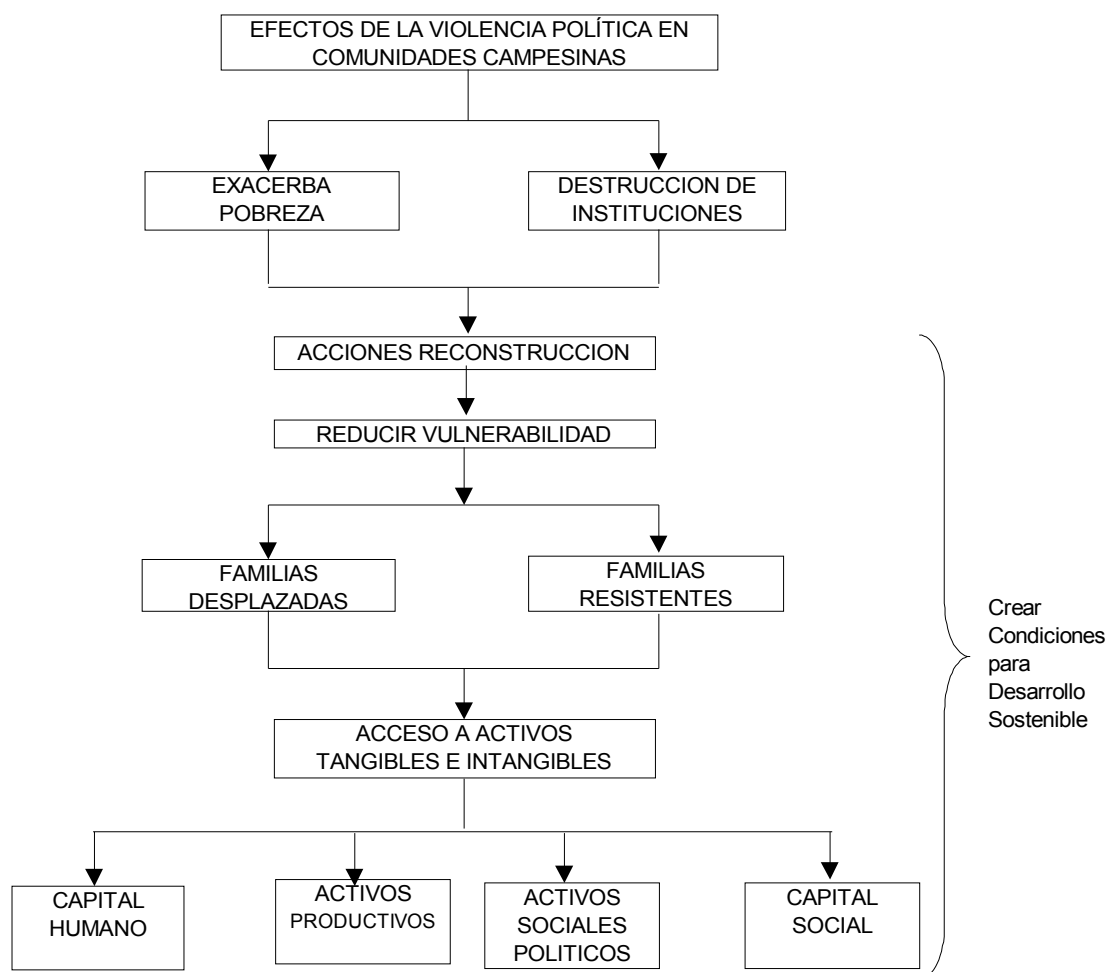 EFECTOS DE LA VIOLENCIA POLÍTICA EN
COMUNIDADES CAMPESINAS
EXACERBA
POBREZA
DESTRUCCION DE
INSTITUCIONES
ACCIONES RECONSTRUCCION
REDUCIR VULNERABILIDAD
FAMILIAS
DESPLAZADAS
FAMILIAS
RESISTENTES
Crear
Condiciones
para
Desarrollo
Sostenible
ACCESO A ACTIVOS
TANGIBLES E INTANGIBLES
CAPITAL
HUMANO
ACTIVOS
PRODUCTIVOS
ACTIVOS
SOCIALES
POLITICOS
CAPITAL
SOCIAL